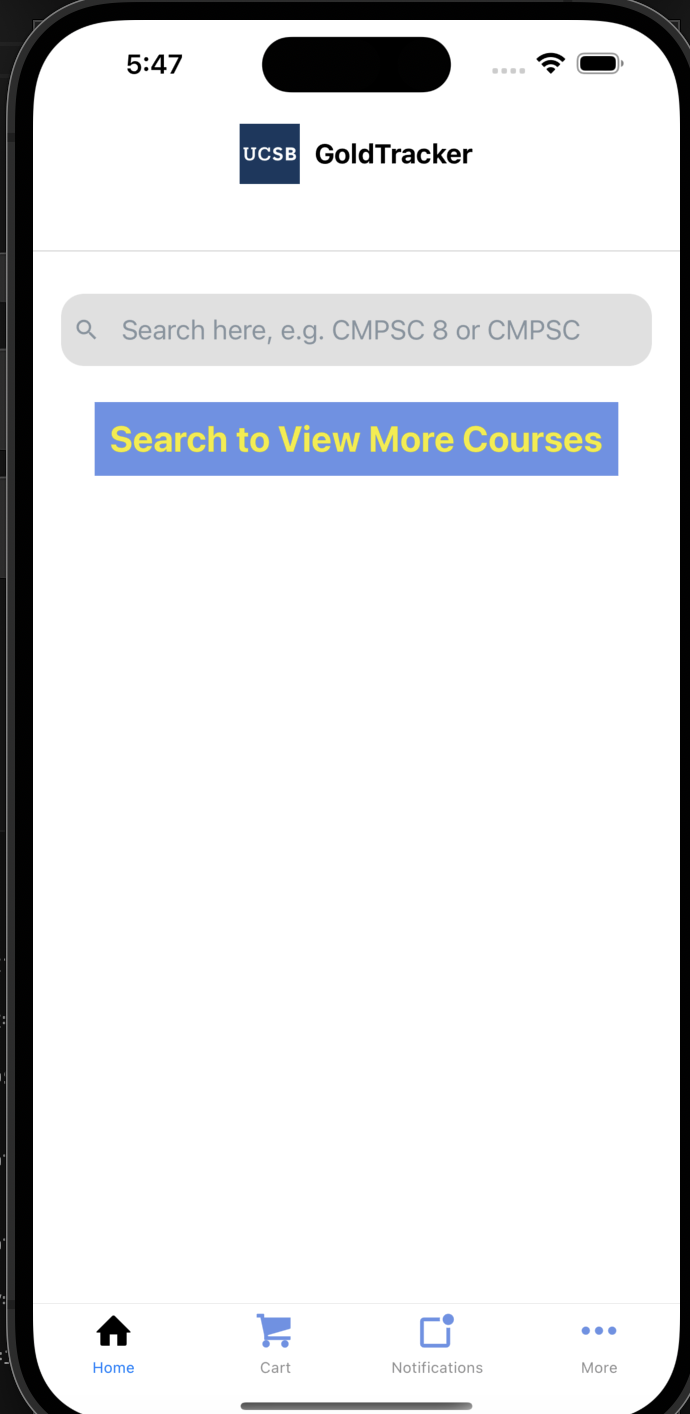 5:47
UCSB GoldTracker
Search here, e.g. CMPSC 8 or CMPSC
Search to View More Courses
Home Cart Notifications More